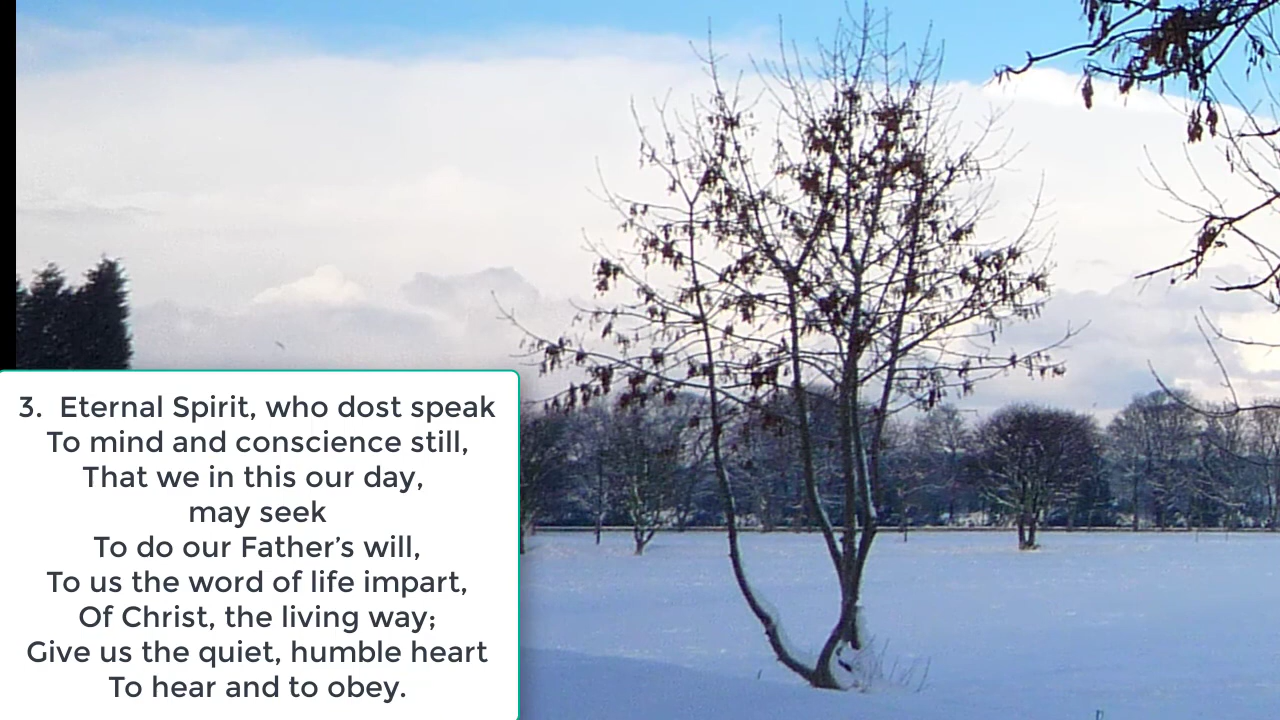 3.  Eternal Spirit, who dost speak
To mind and conscience still,
That we in this our day,
may seek
To do our Father’s will,
To us the word of life impart,
Of Christ, the living way;
Give us the quiet, humble heart
To hear and to obey.